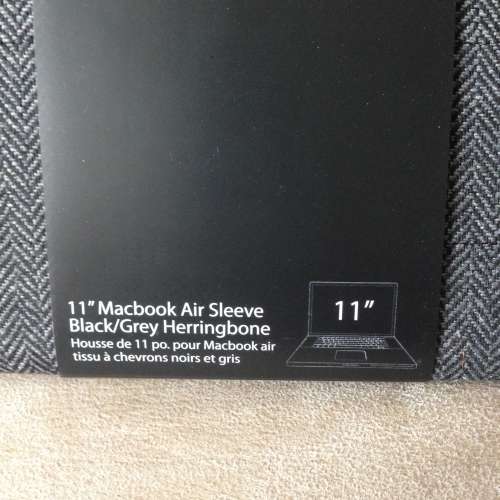 11” Macbook Air Sleeve
Black/Grey Herringbone
Housse de 11 po. pour Macbook air
tissu à chevrons noirs et gris
11”